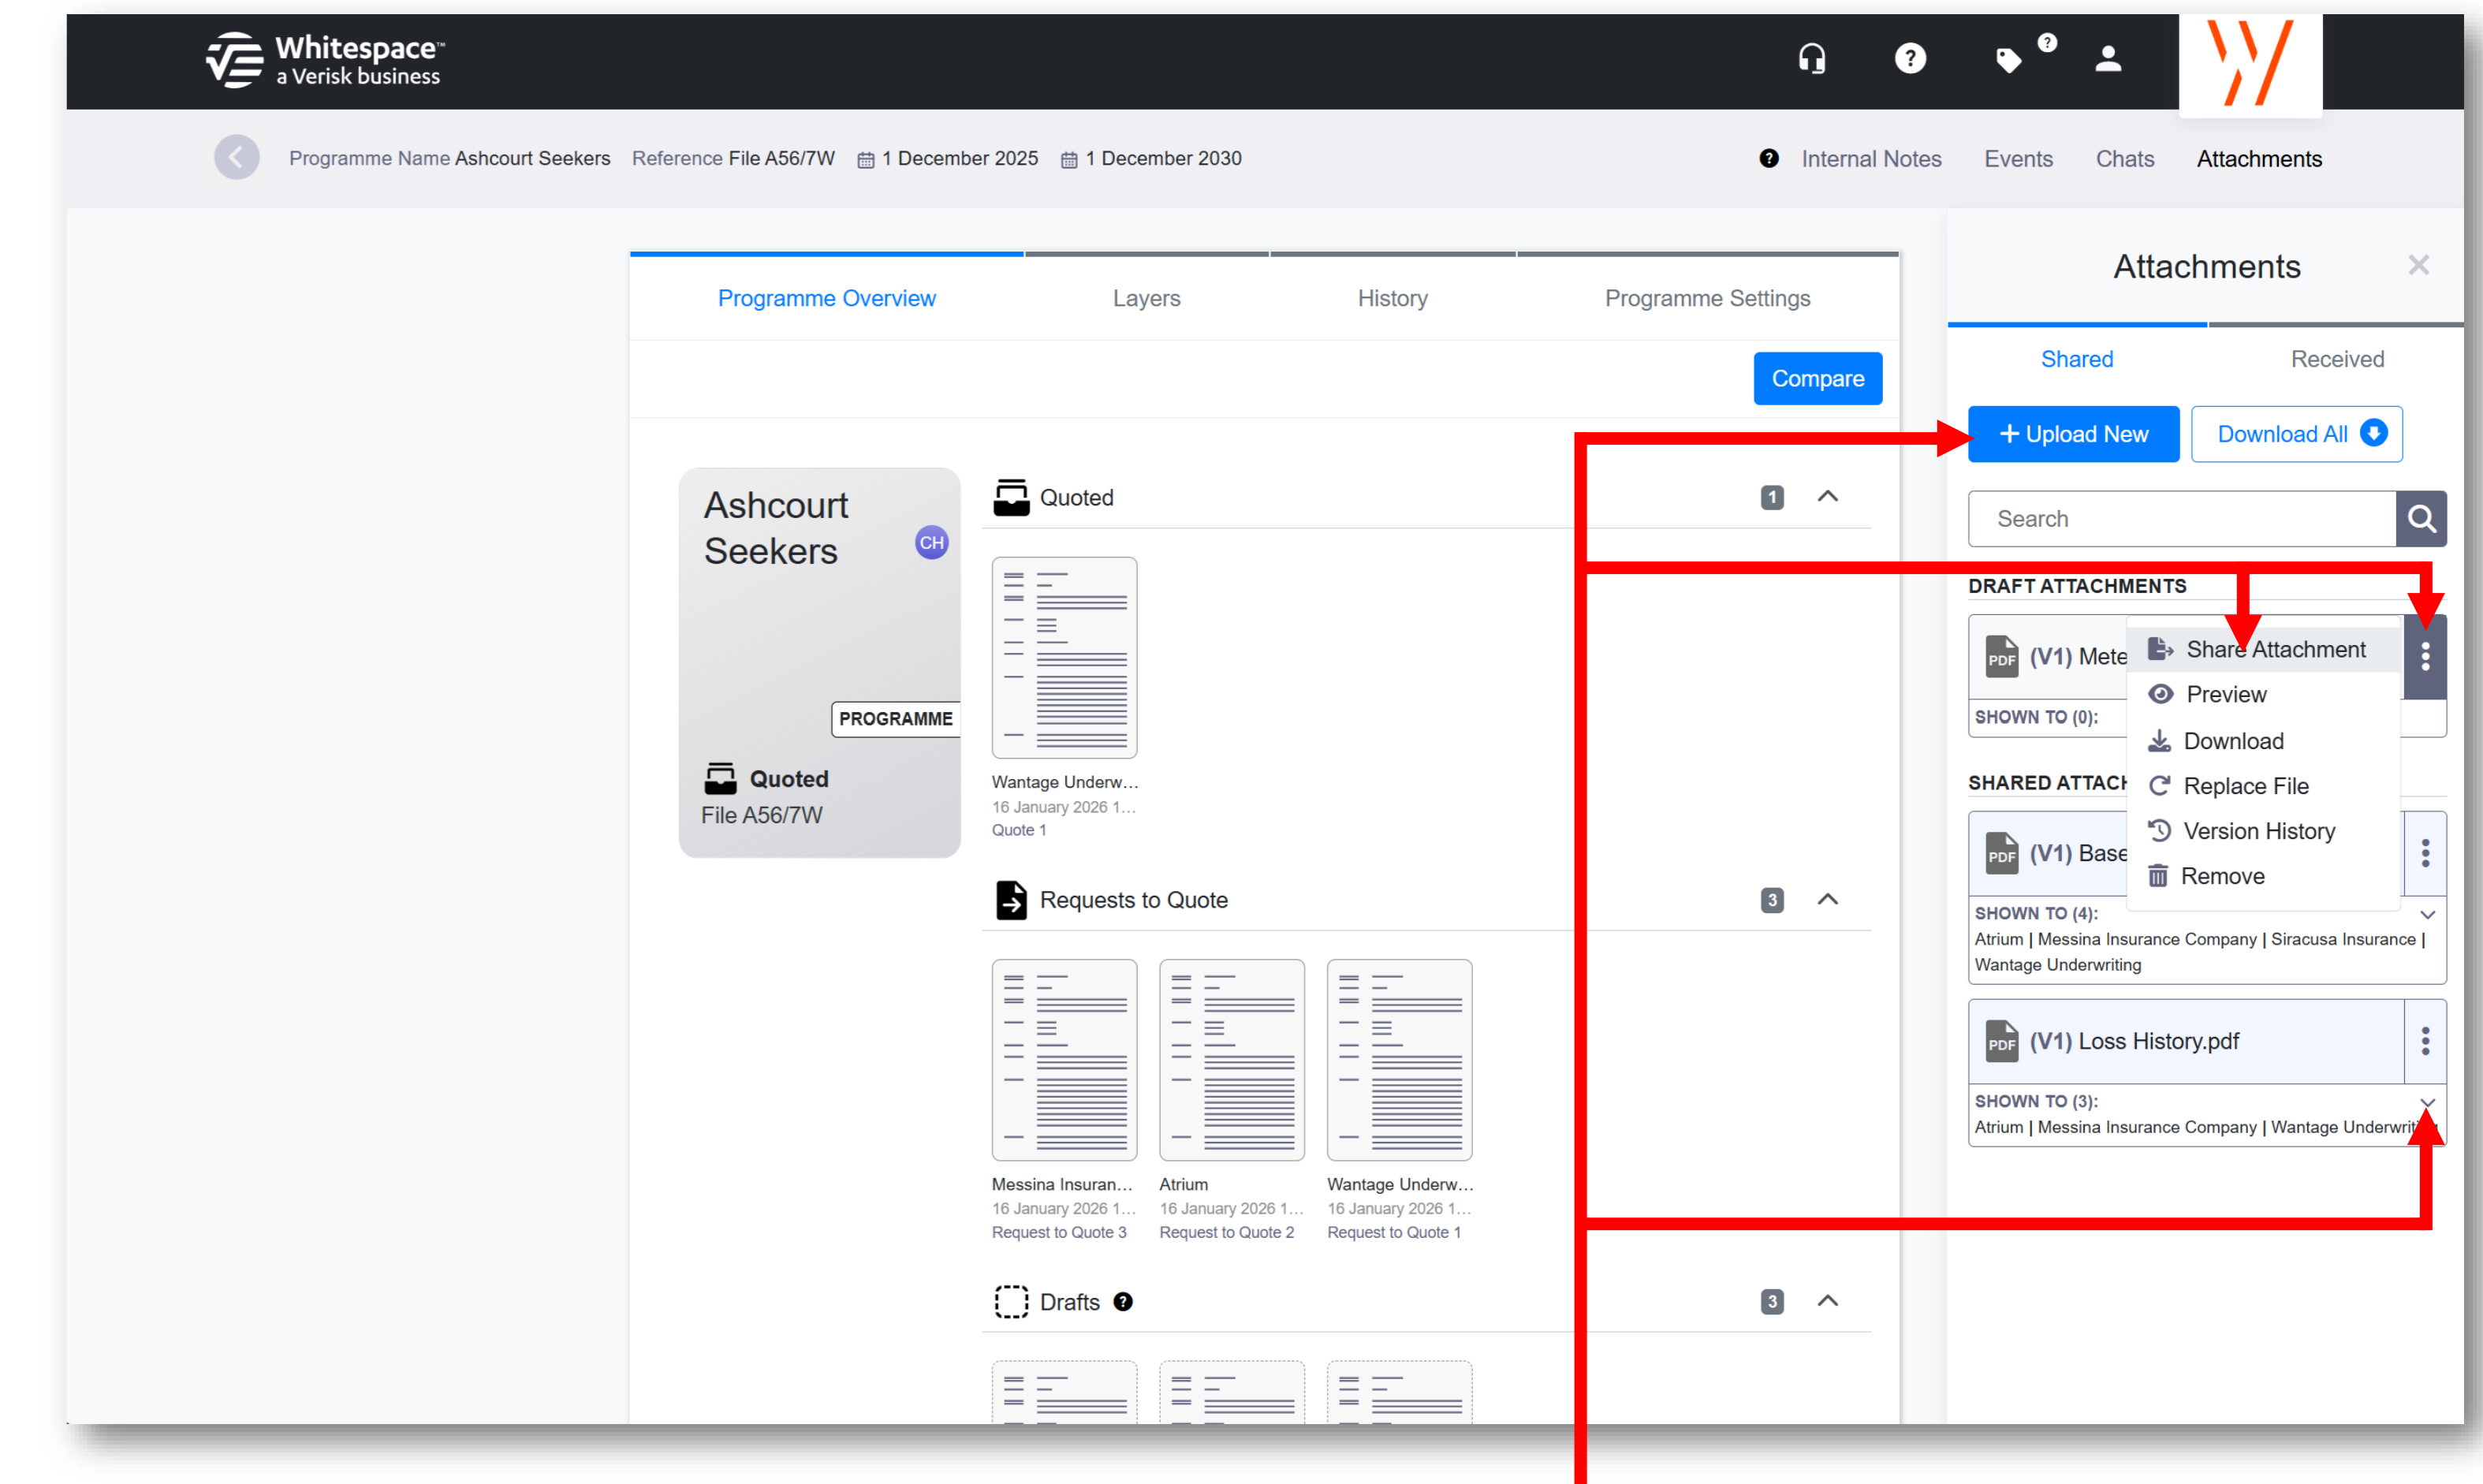 Whitespace™
a Verisk business
Programme Name Ashcourt Seekers Reference File A56/7W 1 December 2025 1 December 2030
Internal Notes Events Chats Attachments
Programme Overview Layers History Programme Settings
Compare
Ashcourt
Seekers
CH
PROGRAMME
Quoted
File A56/7W
Quoted 1
Wantage Underw...
16 January 2026 1...
Quote 1
Requests to Quote 3
Messina Insuran...
16 January 2026 1...
Request to Quote 3
Atrium
16 January 2026 1...
Request to Quote 2
Wantage Underw...
16 January 2026 1...
Request to Quote 1
Drafts 3
Attachments
Shared Received
+ Upload New Download All
Search
DRAFT ATTACHMENTS
PDF (V1) Mete
SHOWN TO (0):
Share Attachment
Preview
Download
Replace File
Version History
Remove
SHARED ATTACH
PDF (V1) Base
SHOWN TO (4):
Atrium | Messina Insurance Company | Siracusa Insurance |
Wantage Underwriting
PDF (V1) Loss History.pdf
SHOWN TO (3):
Atrium | Messina Insurance Company | Wantage Underwriting